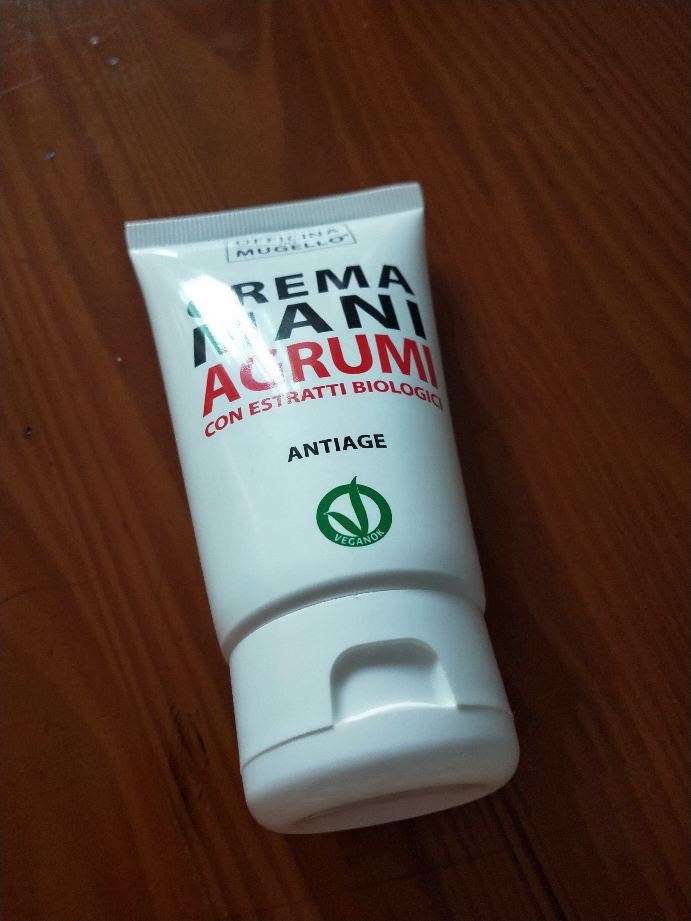 OFFICINA
MUGELLO
CREMA
MANI
AGRUMI
CON ESTRATTI BIOLOGICI
ANTIAGE
VEGANOK